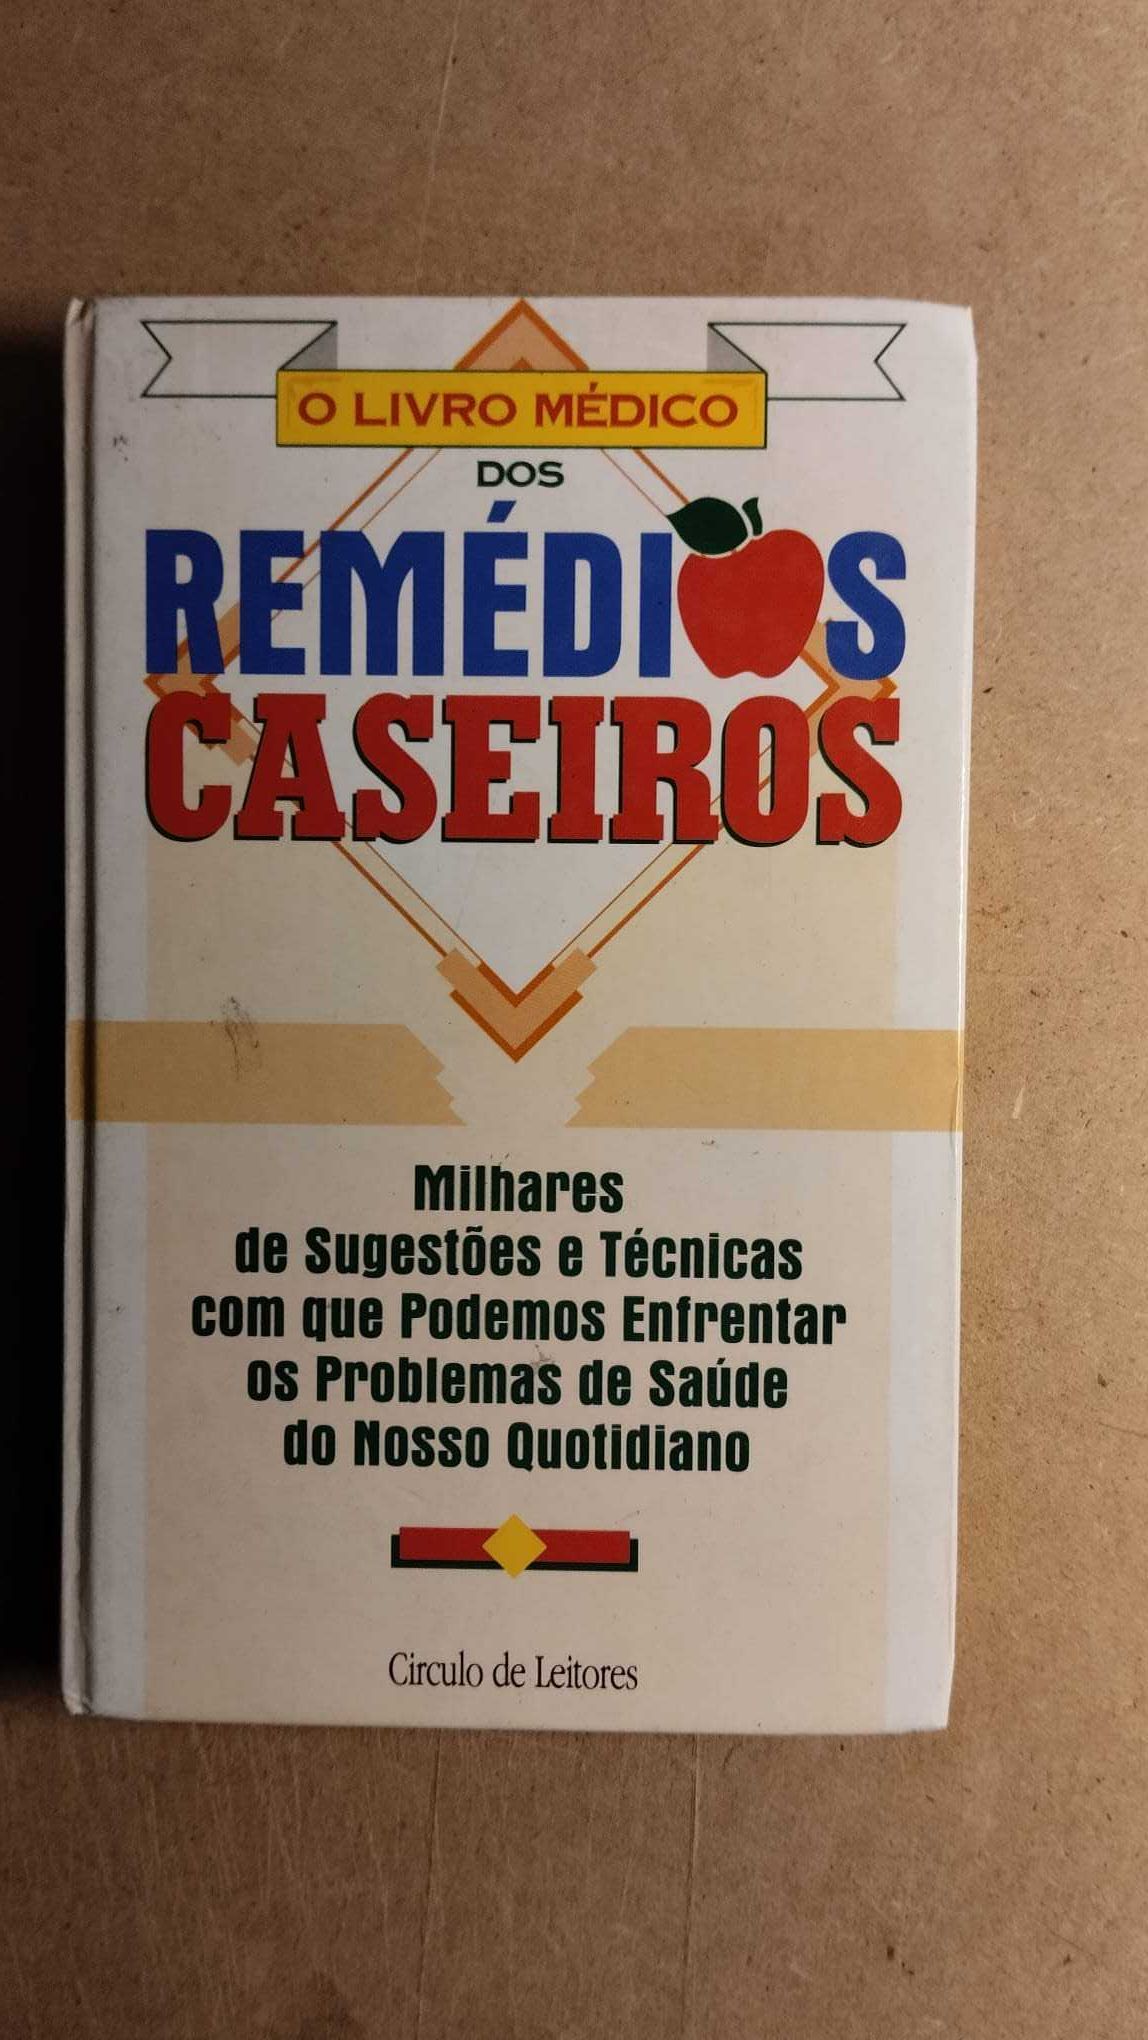 O LIVRO MÉDICO
DOS
REMÉDIOS
CASEIROS
Milhares
de Sugestões e Técnicas
com que Podemos Enfrentar
os Problemas de Saúde
do Nosso Quotidiano
Circulo de Leitores